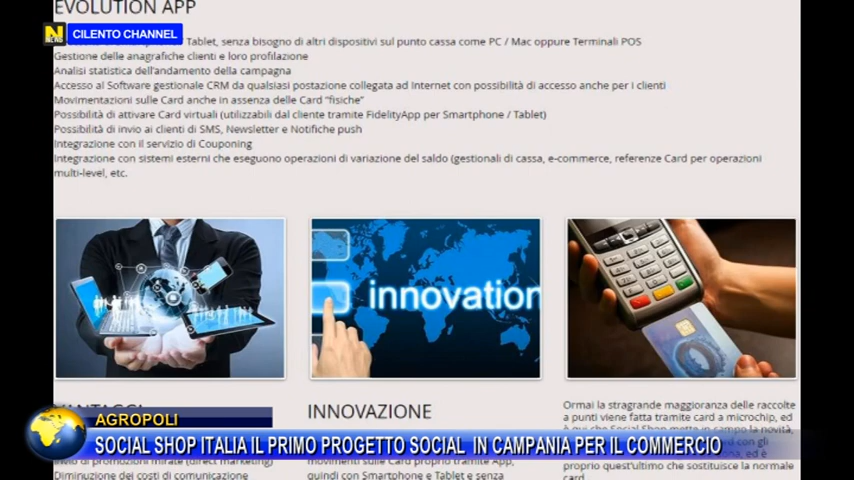 EVOLUTION APP
NEWS
CILENTO CHANNEL
Tablet, senza bisogno di altri dispositivi sul punto cassa come PC / Mac oppure Terminali POS
Gestione delle anagrafiche clienti e loro profilazione
Analisi statistica dell'andamento della campagna
Accesso al Software gestionale CRM da qualsiasi postazione collegata ad Internet con possibilità di accesso anche per i clienti
Movimentazioni sulle Card anche in assenza delle Card "fisiche"
Possibilità di attivare Card virtuali (utilizzabili dal cliente tramite FidelityApp per Smartphone / Tablet)
Possibilità di invio ai clienti di SMS, Newsletter e Notifiche push
Integrazione con il servizio di Couponing
Integrazione con sistemi esterni che eseguono operazioni di variazione del saldo (gestionali di cassa, e-commerce, referenze Card per operazioni
multi-level, etc.
innovation
VANTAGGI
INNOVAZIONE
Ormai la stragrande maggioranza delle raccolte
a punti viene fatta tramite card a microchip, ed
è qui che Social Shop mette in campo la novità,
AGROPOLI
SOCIAL SHOP ITALIA IL PRIMO PROGETTO SOCIAL IN CAMPANIA PER IL COMMERCIO
Invio di promozioni mirate (direct marketing)
Diminuzione dei costi di comunicazione
movimenti sulle Card proprio tramite App,
quindi con Smartphone e Tablet e senza
proprio quest'ultimo che sostituisce la normale
card.